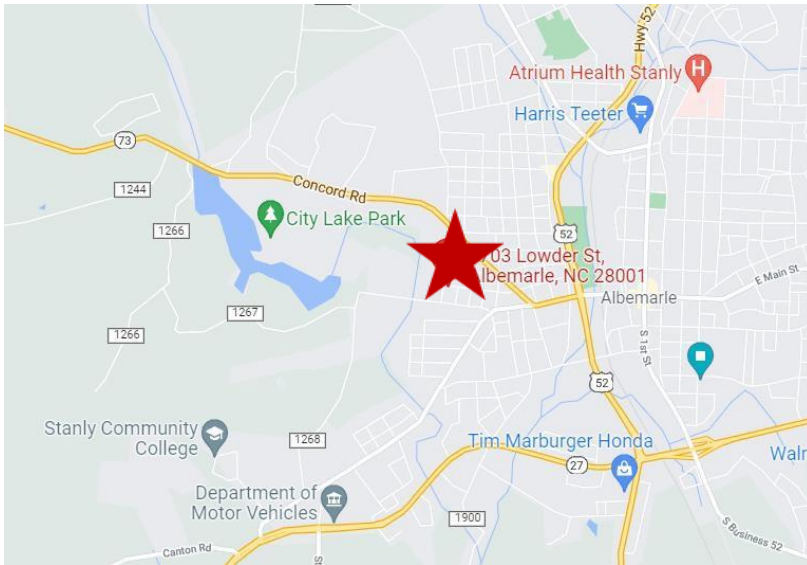 Hwy 52
Atrium Health Stanly
H
Harris Teeter
73
Concord Rd
1244
City Lake Park
1266
52
03 Lowder St,
lbemarle, NC 28001
E Main St
Albemarle
1267
1266
S 1st St
52
Stanly Community
College
1268
Tim Marburger Honda
27
Department of
Motor Vehicles
1900
S Business 52
Canton Rd